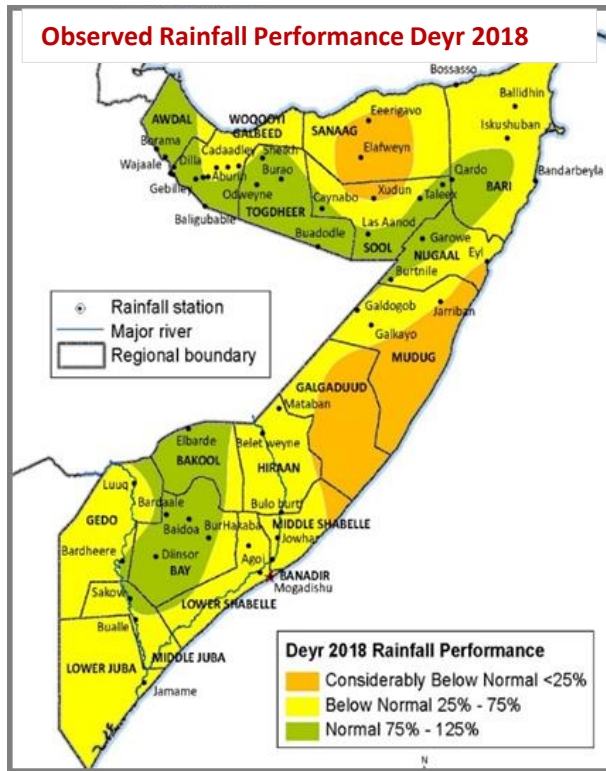 Observed Rainfall Performance Deyr 2018
Bossasso
Ballidhin
AWDAL
WOQOOYI
GALBEED
SANAAG
Eeerigavo
Iskushuban
Borama
Cadaadley
Sheikh
Elafweyn
Wajaale
Dilla
Aburin
Burao
Qardo
Bandarbeyla
Gebilley
Odweyne
Caynabo
Xudun
Taleex
BARI
Baligubable
TOGDHEER
Las Aanod
Buadodle
SOOL
Garowe
NUGAAL
Eyl
Burtnile
Rainfall station
Major river
Regional boundary
Galdogob
Jarriban
Galkayo
MUDUG
GALGADUUD
Mataban
Elbarde
Belet weyne
BAKOOL
HIRAAN
Luuq
Bardaale
Bulo burti
GEDO
Baidoa
BurHakaba
MIDDLE SHABELLE
Jowhar
Bardheere
Diinsor
Agoi
BAY
BANADIR
Mogadishu
Sakow
LOWER SHABELLE
Bualle
LOWER JUBA
MIDDLE JUBA
Jamame
Deyr 2018 Rainfall Performance
Considerably Below Normal <25%
Below Normal 25% - 75%
Normal 75% - 125%
N